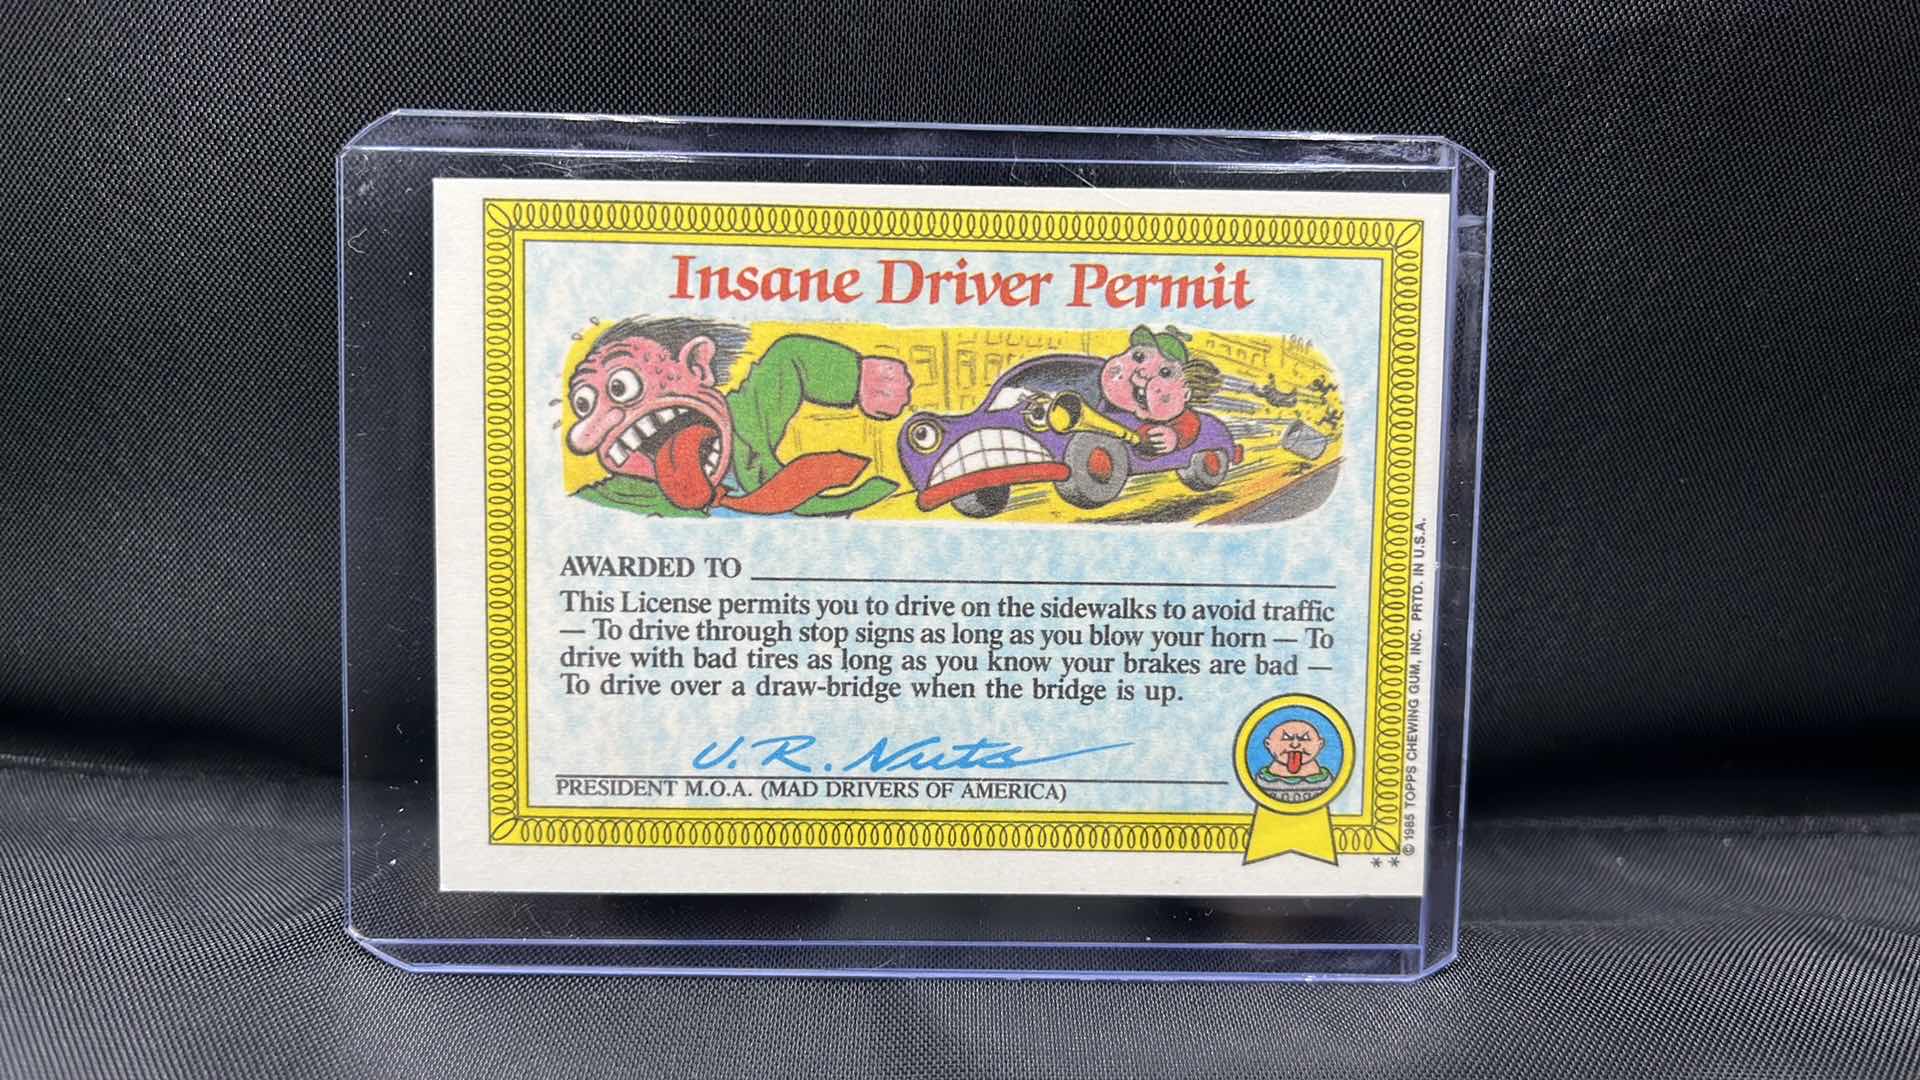 Insane Driver Permit
AWARDED TO
This License permits you to drive on the sidewalks to avoid traffic
— To drive through stop signs as long as you blow your horn — To
drive with bad tires as long as you know your brakes are bad —
To drive over a draw-bridge when the bridge is up.
U. R. Nuts
PRESIDENT M.O.A. (MAD DRIVERS OF AMERICA)
** © 1985 TOPPS CHEWING GUM, INC. PRTD. IN U.S.A.